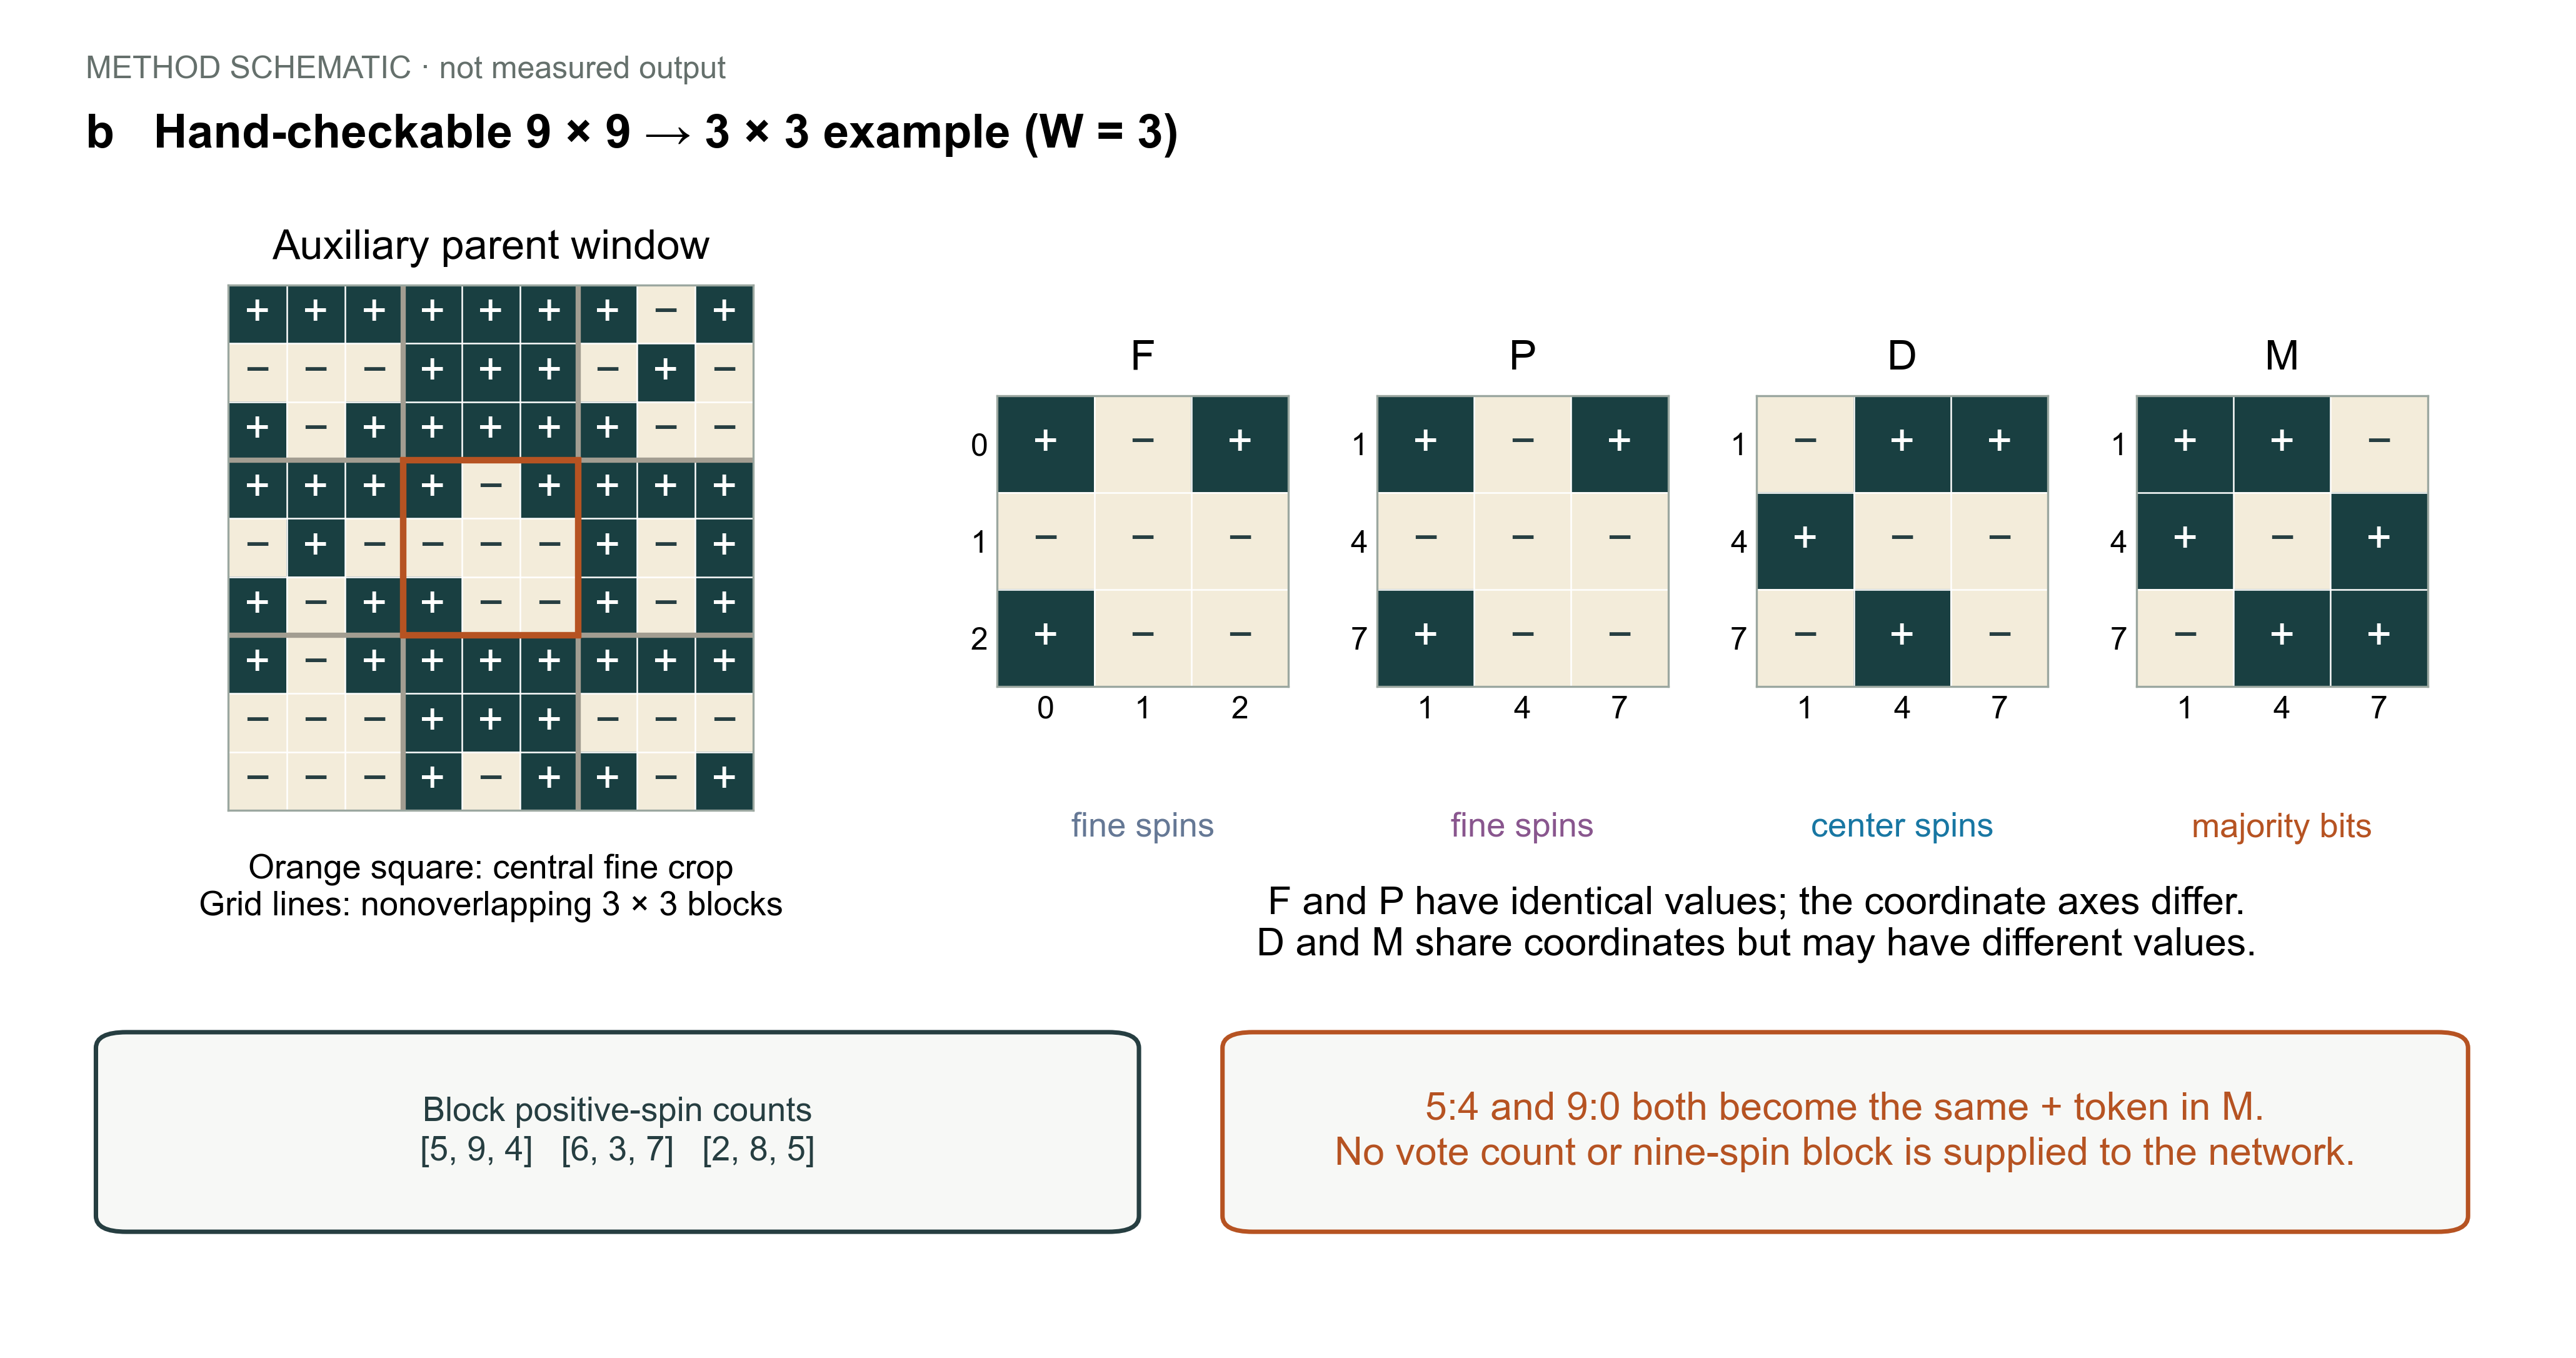 METHOD SCHEMATIC · not measured output
b Hand-checkable 9 × 9 → 3 × 3 example (W = 3)
Auxiliary parent window
+ + + + + + + − +
− − − + + + − + −
+ − + + + + + − −
+ + + + − + + + +
− + − − − − + − +
+ − + + − − + − +
+ − + + + + + + +
− − − + + + − − −
− − − + − + + − +
Orange square: central fine crop
Grid lines: nonoverlapping 3 × 3 blocks
F
0 + − +
1 − − −
2 + − −
0 1 2
fine spins
P
1 + − +
4 − − −
7 + − −
1 4 7
fine spins
D
1 − + +
4 + − −
7 − + −
1 4 7
center spins
M
1 + + −
4 + − +
7 − + +
1 4 7
majority bits
F and P have identical values; the coordinate axes differ.
D and M share coordinates but may have different values.
Block positive-spin counts
[5, 9, 4] [6, 3, 7] [2, 8, 5]
5:4 and 9:0 both become the same + token in M.
No vote count or nine-spin block is supplied to the network.